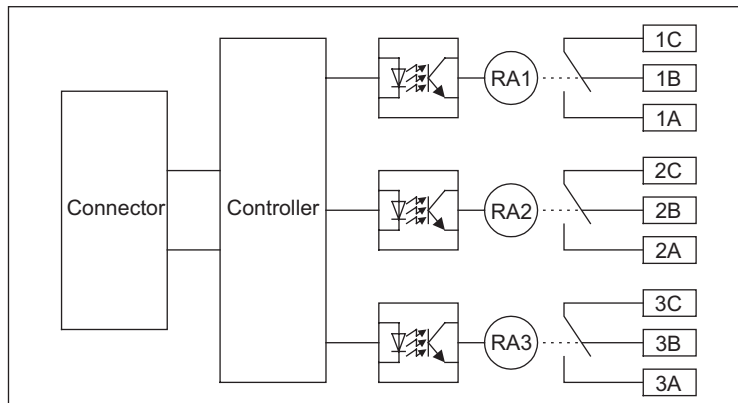 Connector
Controller
RA1
1C
1B
1A
RA2
2C
2B
2A
RA3
3C
3B
3A